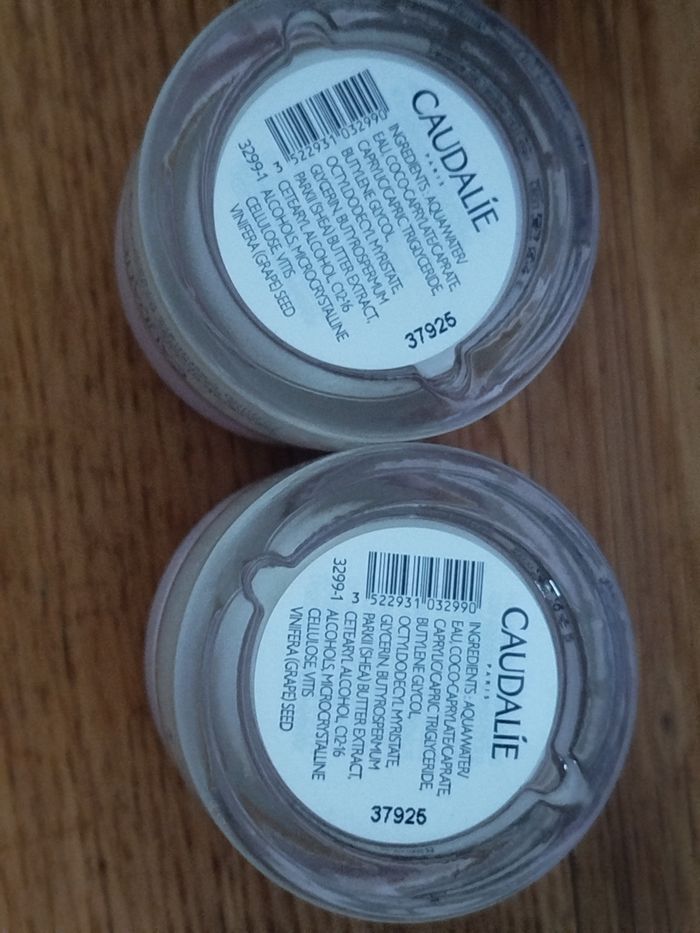 CAUDALÍE
PARIS
INGREDIENTS : AQUA/WATER/
EAU, COCO-CAPRYLATE/CAPRATE,
CAPRYLIC/CAPRIC TRIGLYCERIDE,
BUTYLENE GLYCOL,
OCTYLDODECYL MYRISTATE,
GLYCERIN, BUTYROSPERMUM
PARKII (SHEA) BUTTER EXTRACT,
CETEARYL ALCOHOL, C12-16
ALCOHOLS, MICROCRYSTALLINE
CELLULOSE, VITIS
VINIFERA (GRAPE) SEED
3 522931 032990
3299-1
37925
CAUDALÍE
PARIS
INGREDIENTS : AQUA/WATER/
EAU, COCO-CAPRYLATE/CAPRATE,
CAPRYLIC/CAPRIC TRIGLYCERIDE,
BUTYLENE GLYCOL,
OCTYLDODECYL MYRISTATE,
GLYCERIN, BUTYROSPERMUM
PARKII (SHEA) BUTTER EXTRACT,
CETEARYL ALCOHOL, C12-16
ALCOHOLS, MICROCRYSTALLINE
CELLULOSE, VITIS
VINIFERA (GRAPE) SEED
3 522931 032990
3299-1
37925